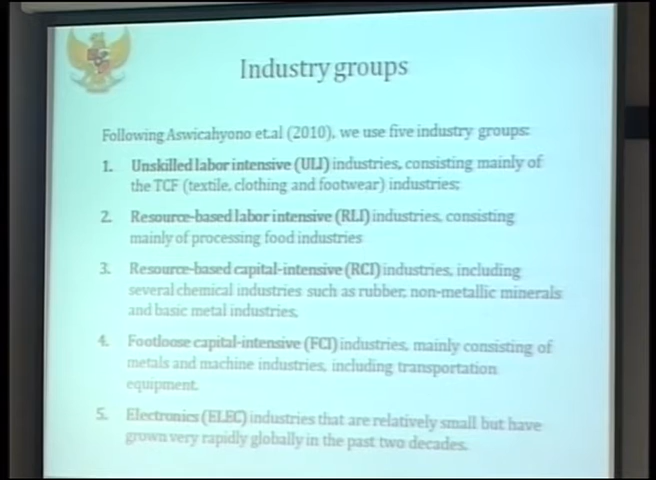 Industry groups
Following Aswicahyono et.al (2010), we use five industry groups:
1. Unskilled labor intensive (ULI) industries, consisting mainly of
the TCF (textile, clothing and footwear) industries;
2. Resource-based labor intensive (RLI) industries, consisting
mainly of processing food industries
3. Resource-based capital-intensive (RCI) industries, including
several chemical industries such as rubber, non-metallic minerals
and basic metal industries,
4. Footloose capital-intensive (FCI) industries, mainly consisting of
metals and machine industries, including transportation
equipment.
5. Electronics (ELEC) industries that are relatively small but have
grown very rapidly globally in the past two decades.